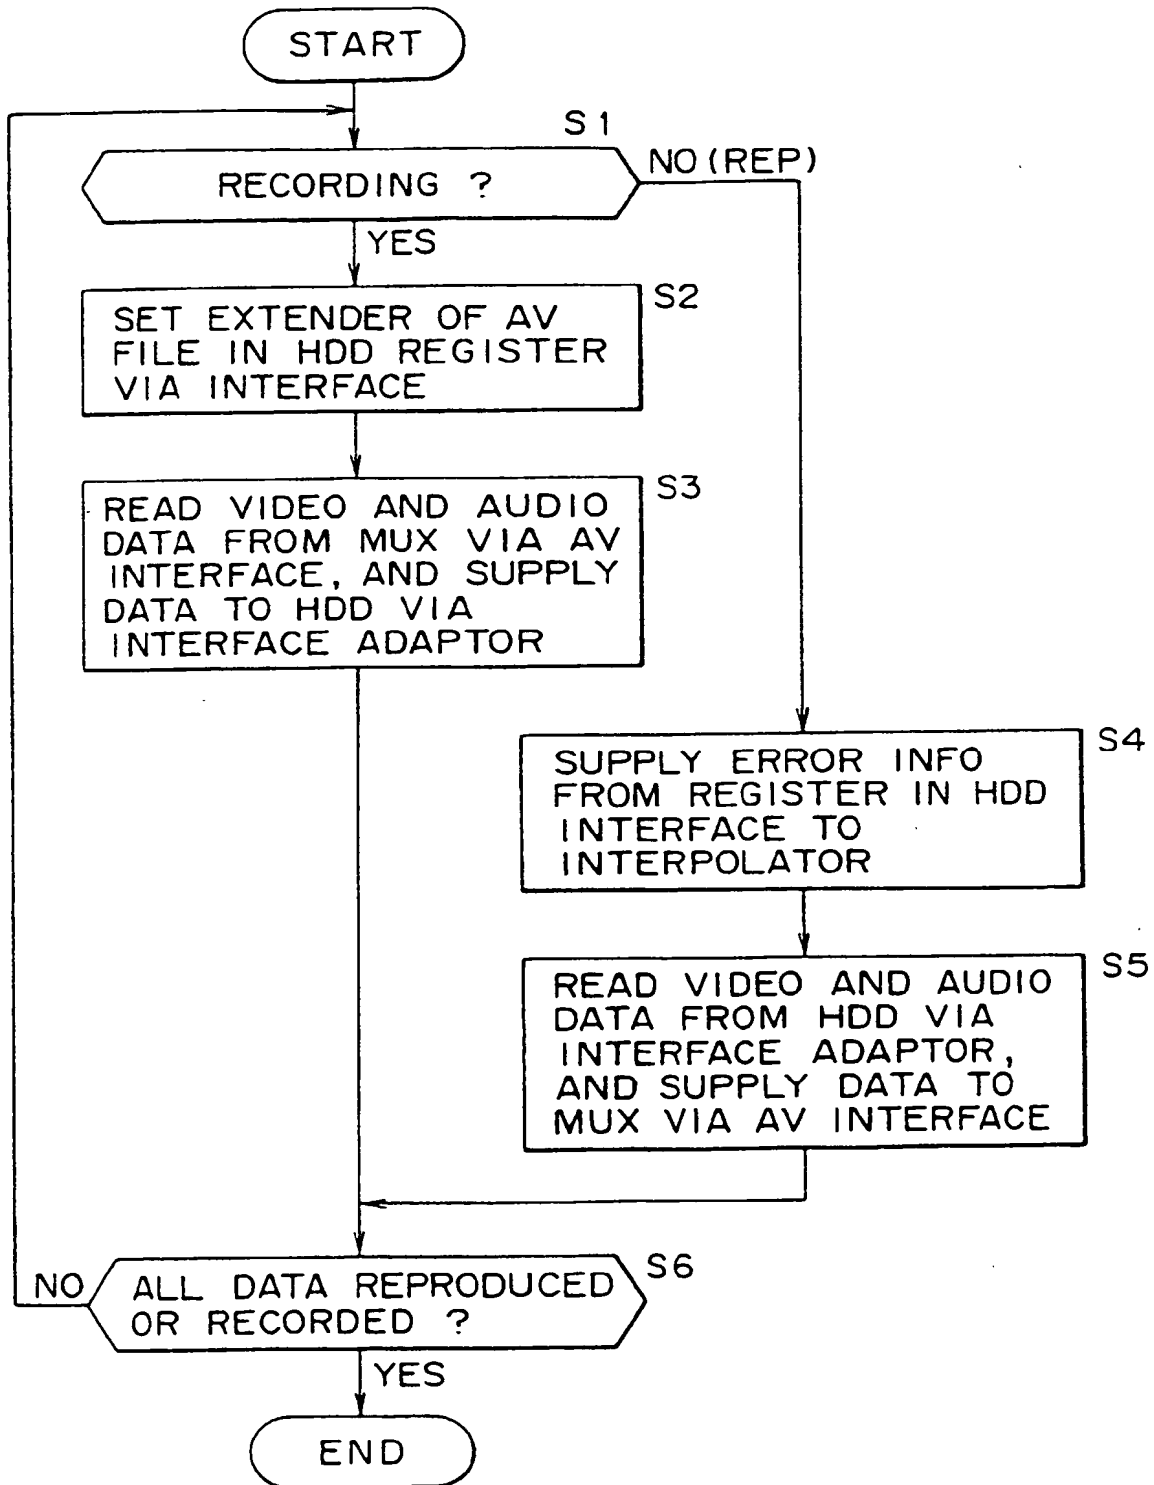 START
S1
RECORDING ?
NO (REP)
YES
S2
SET EXTENDER OF AV
FILE IN HDD REGISTER
VIA INTERFACE
S3
READ VIDEO AND AUDIO
DATA FROM MUX VIA AV
INTERFACE, AND SUPPLY
DATA TO HDD VIA
INTERFACE ADAPTOR
S4
SUPPLY ERROR INFO
FROM REGISTER IN HDD
INTERFACE TO
INTERPOLATOR
S5
READ VIDEO AND AUDIO
DATA FROM HDD VIA
INTERFACE ADAPTOR,
AND SUPPLY DATA TO
MUX VIA AV INTERFACE
S6
NO
ALL DATA REPRODUCED
OR RECORDED ?
YES
END